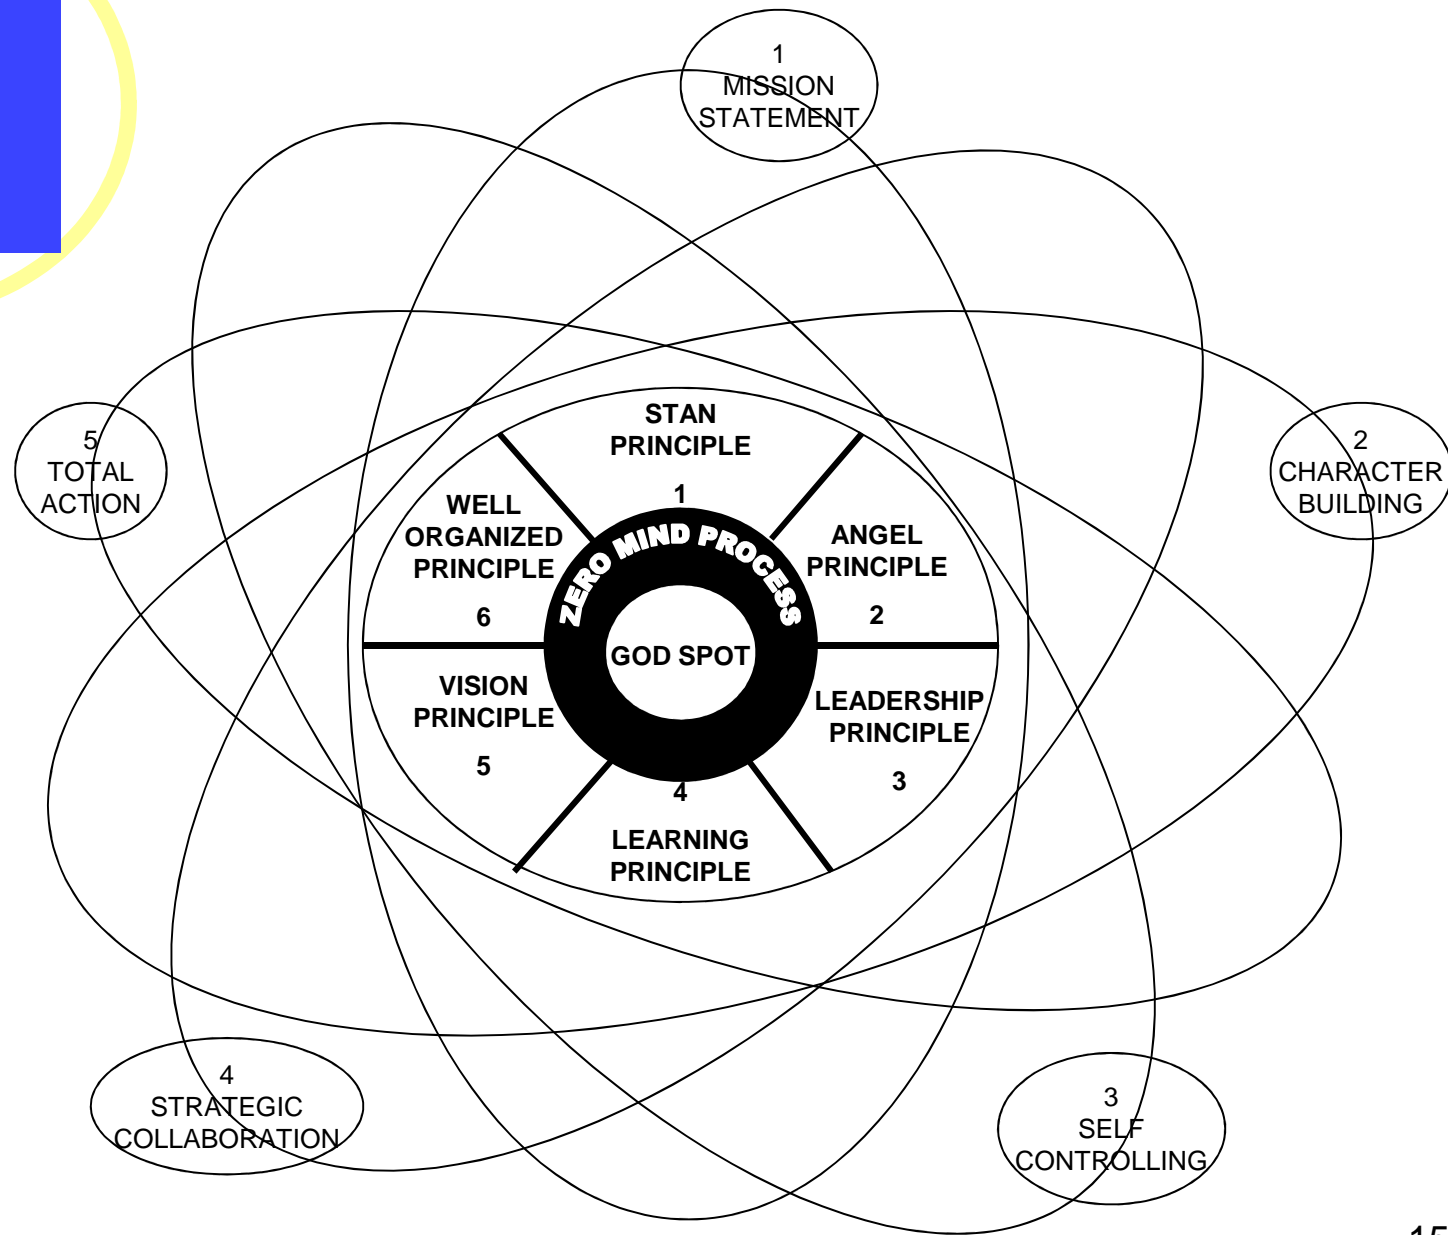 1
MISSION
STATEMENT
2
CHARACTER
BUILDING
3
SELF
CONTROLLING
4
STRATEGIC
COLLABORATION
5
TOTAL
ACTION
STAN
PRINCIPLE
1
ANGEL
PRINCIPLE
2
LEADERSHIP
PRINCIPLE
3
4
LEARNING
PRINCIPLE
VISION
PRINCIPLE
5
WELL
ORGANIZED
PRINCIPLE
6
ZERO MIND PROCESS
GOD SPOT
15